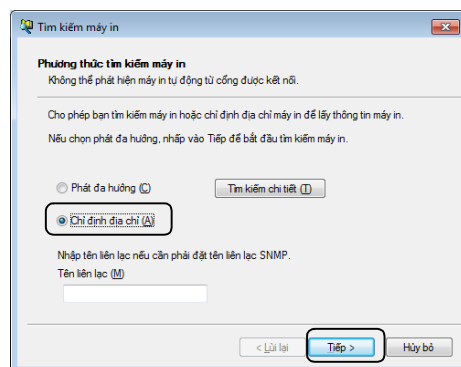 Tìm kiếm máy in
Phương thức tìm kiếm máy in
Không thể phát hiện máy in tự động từ cổng được kết nối.
Cho phép bạn tìm kiếm máy in hoặc chỉ định địa chỉ máy in để lấy thông tin máy in.
Nếu chọn phát đa hướng, nhấp vào Tiếp để bắt đầu tìm kiếm máy in.
Phát đa hướng (C)
Tìm kiếm chi tiết (T)
Chỉ định địa chỉ (A)
Nhập tên liên lạc nếu cần phải đặt tên liên lạc SNMP.
Tên liên lạc (M)
< Lùi lại
Tiếp >
Hủy bỏ